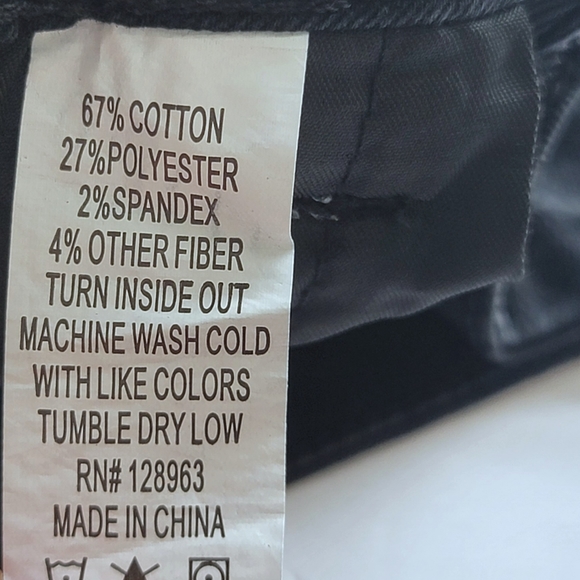 67% COTTON
27%POLYESTER
2%SPANDEX
4% OTHER FIBER
TURN INSIDE OUT
MACHINE WASH COLD
WITH LIKE COLORS
TUMBLE DRY LOW
RN# 128963
MADE IN CHINA